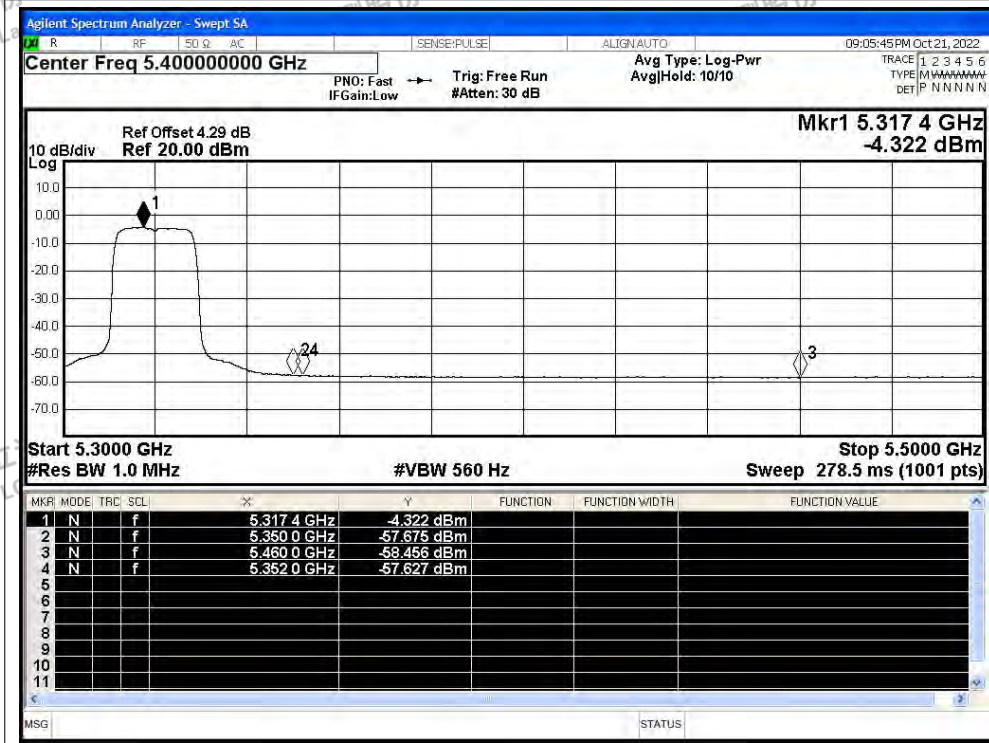 Agilent Spectrum Analyzer - Swept SA
LXI R RF 50 Ω AC SENSE:PULSE ALIGN AUTO 09:05:45 PM Oct 21, 2022
Center Freq 5.400000000 GHz
PNO: Fast
IFGain:Low
Trig: Free Run
#Atten: 30 dB
Avg Type: Log-Pwr
Avg|Hold: 10/10
TRACE 1 2 3 4 5 6
TYPE M WWWWW
DET P N N N N N
Mkr1 5.317 4 GHz
-4.322 dBm
Ref Offset 4.29 dB
10 dB/div Ref 20.00 dBm
Log
10.0
0.00
-10.0
-20.0
-30.0
-40.0
-50.0
-60.0
-70.0
1
2 4
3
Start 5.3000 GHz Stop 5.5000 GHz
#Res BW 1.0 MHz #VBW 560 Hz Sweep 278.5 ms (1001 pts)
MKR MODE TRC SCL X Y FUNCTION FUNCTION WIDTH FUNCTION VALUE
1 N f 5.317 4 GHz -4.322 dBm
2 N f 5.350 0 GHz -57.675 dBm
3 N f 5.460 0 GHz -58.456 dBm
4 N f 5.352 0 GHz -57.627 dBm
5
6
7
8
9
10
11
MSG STATUS